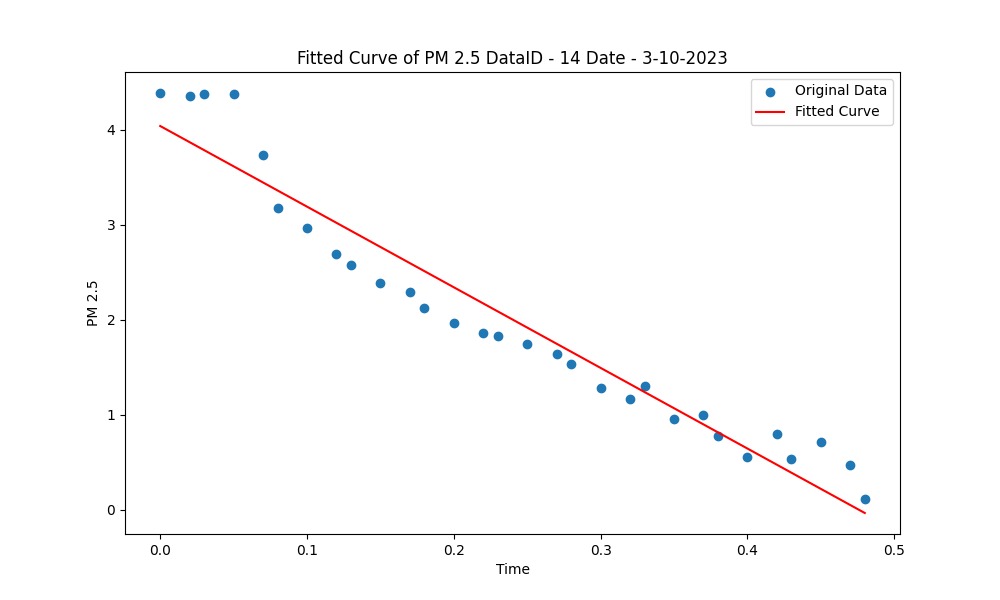 Fitted Curve of PM 2.5 DataID - 14 Date - 3-10-2023
Original Data
Fitted Curve
PM 2.5
4
3
2
1
0
0.0 0.1 0.2 0.3 0.4 0.5
Time